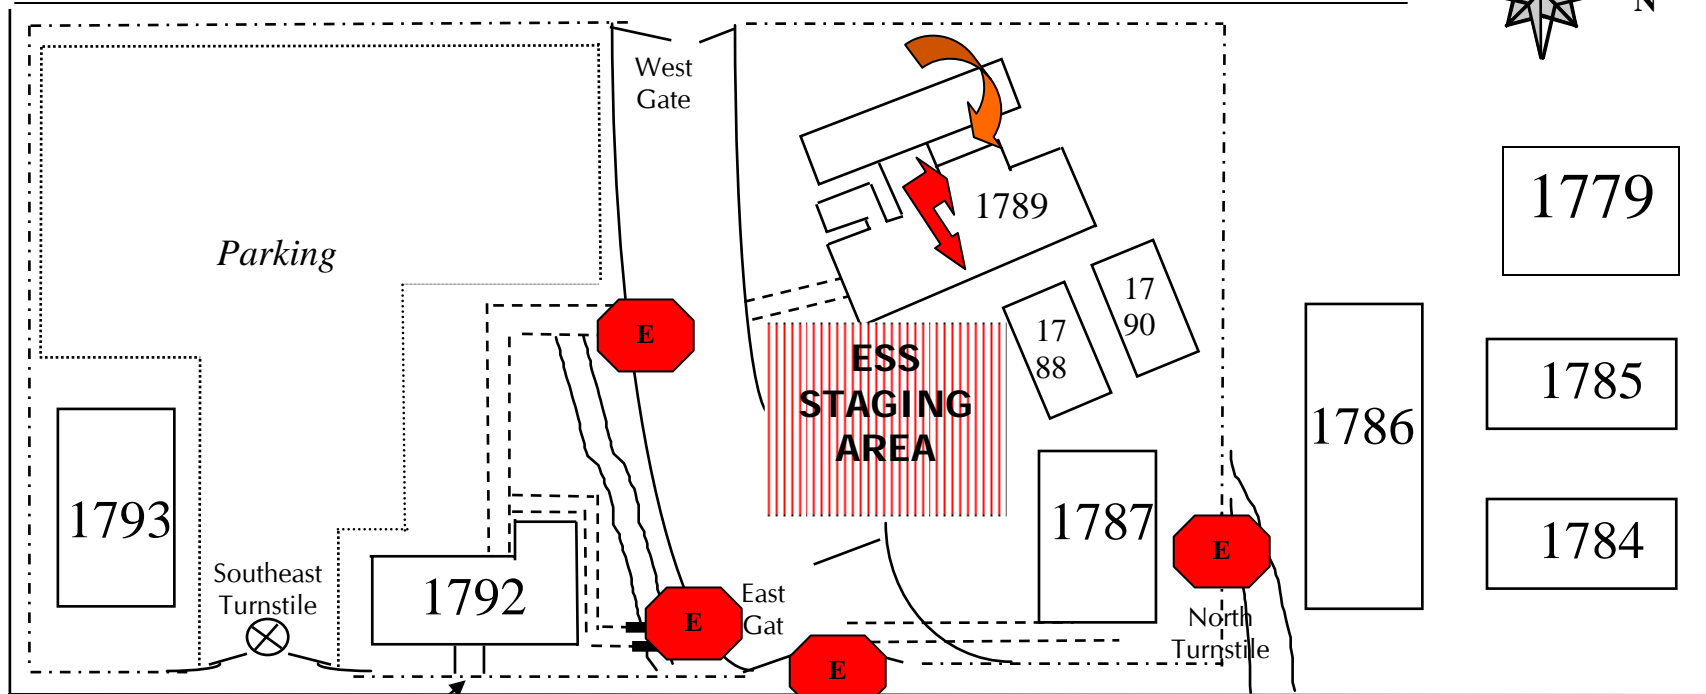 N
West
Gate
1779
1789
Parking
17
90
17
88
E
ESS
STAGING
AREA
1785
1786
1793
1787
1784
E
Southeast
Turnstile
1792
East
Gat
E
North
Turnstile
E